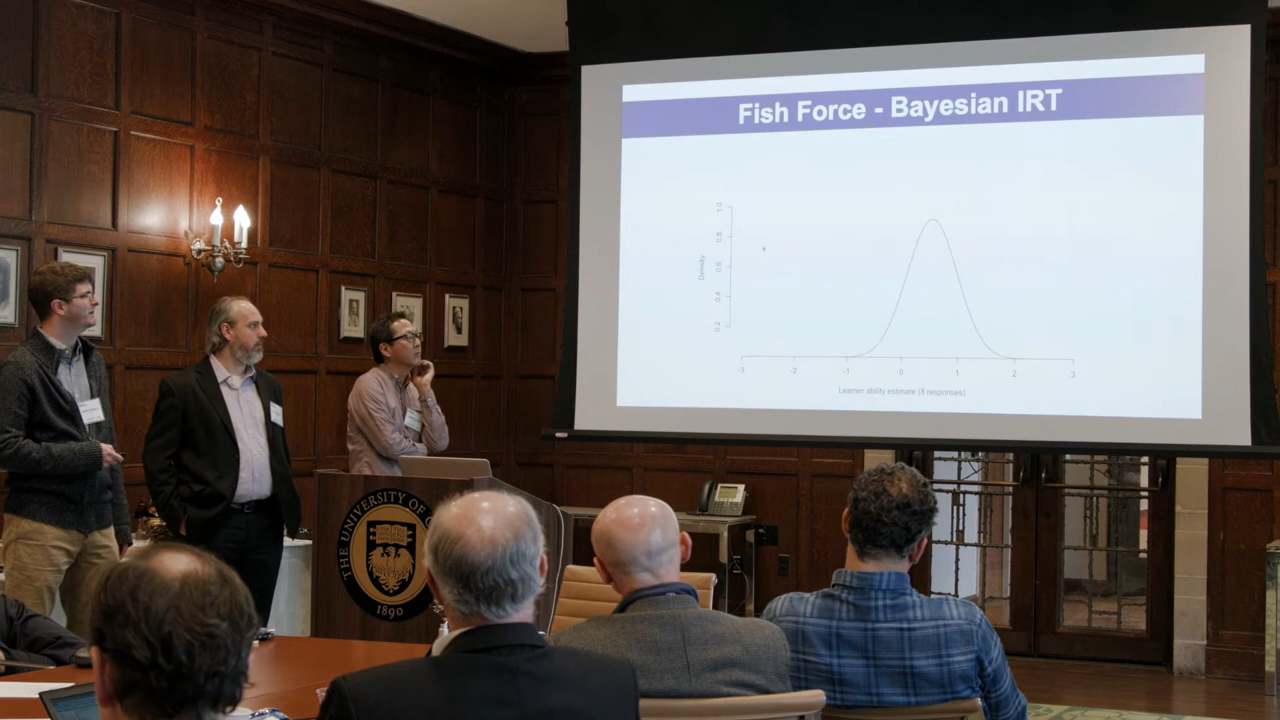 Fish Force - Bayesian IRT
1.0
0.8
0.6
0.4
0.2
Density
-3 -2 -1 0 1 2 3
Learner ability estimate (8 responses)
THE UNIVERSITY OF
1890